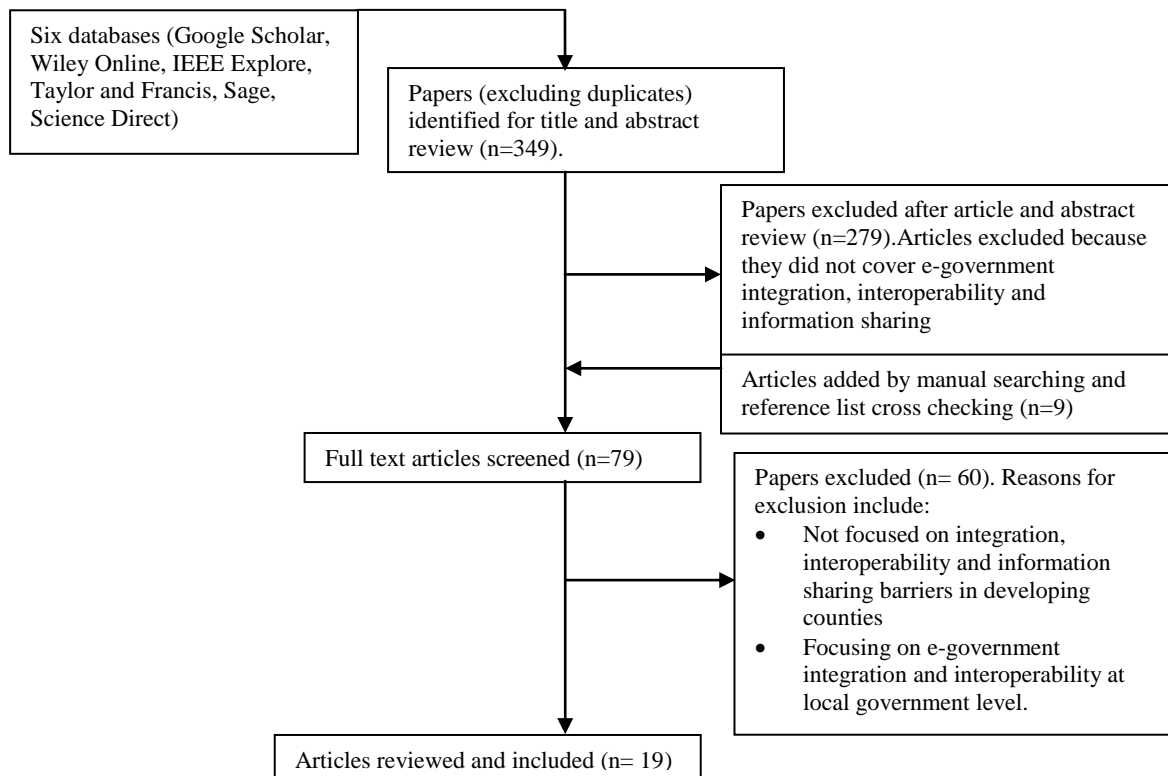 Six databases (Google Scholar,
Wiley Online, IEEE Explore,
Taylor and Francis, Sage,
Science Direct)
Papers (excluding duplicates)
identified for title and abstract
review (n=349).
Papers excluded after article and abstract
review (n=279).Articles excluded because
they did not cover e-government
integration, interoperability and
information sharing
Articles added by manual searching and
reference list cross checking (n=9)
Full text articles screened (n=79)
Papers excluded (n= 60). Reasons for
exclusion include:
• Not focused on integration,
interoperability and information
sharing barriers in developing
counties
• Focusing on e-government
integration and interoperability at
local government level.
Articles reviewed and included (n= 19)